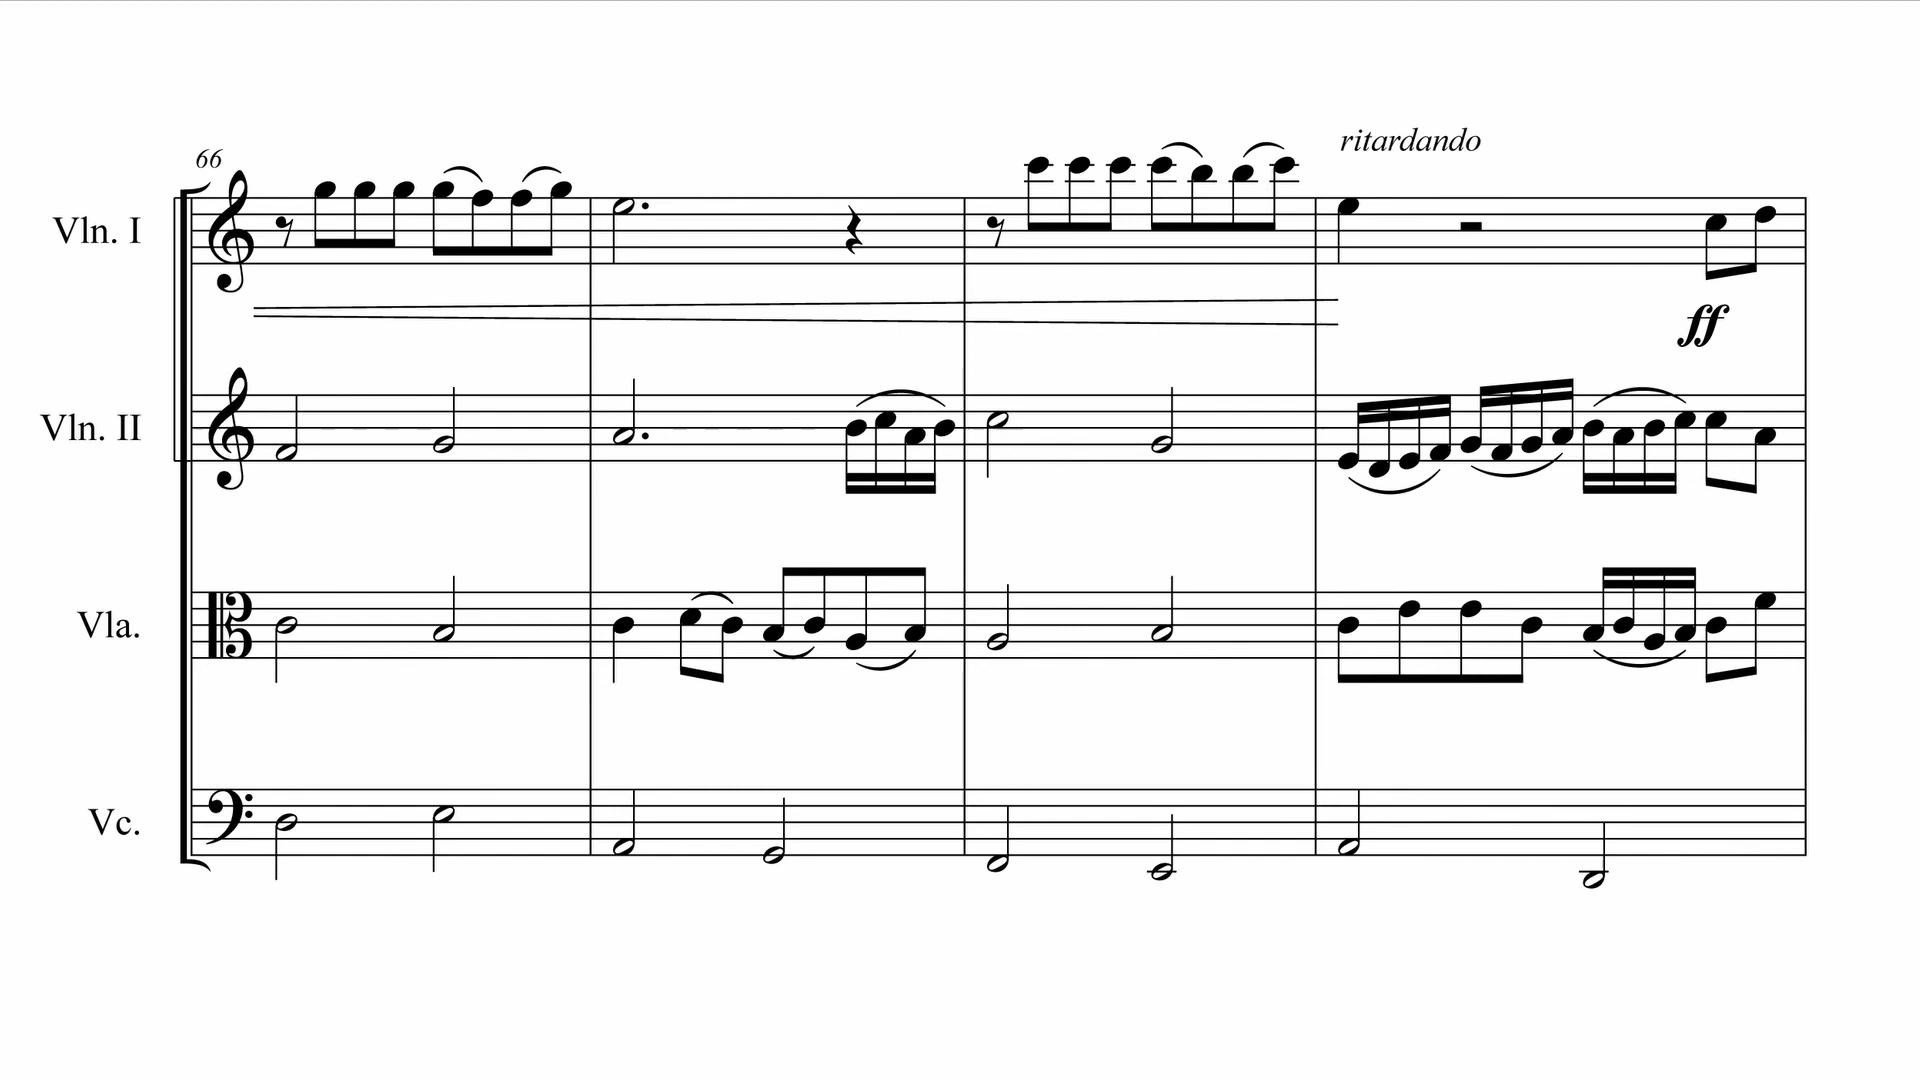 ritardando
66
Vln. I
ff
Vln. II
Vla.
Vc.